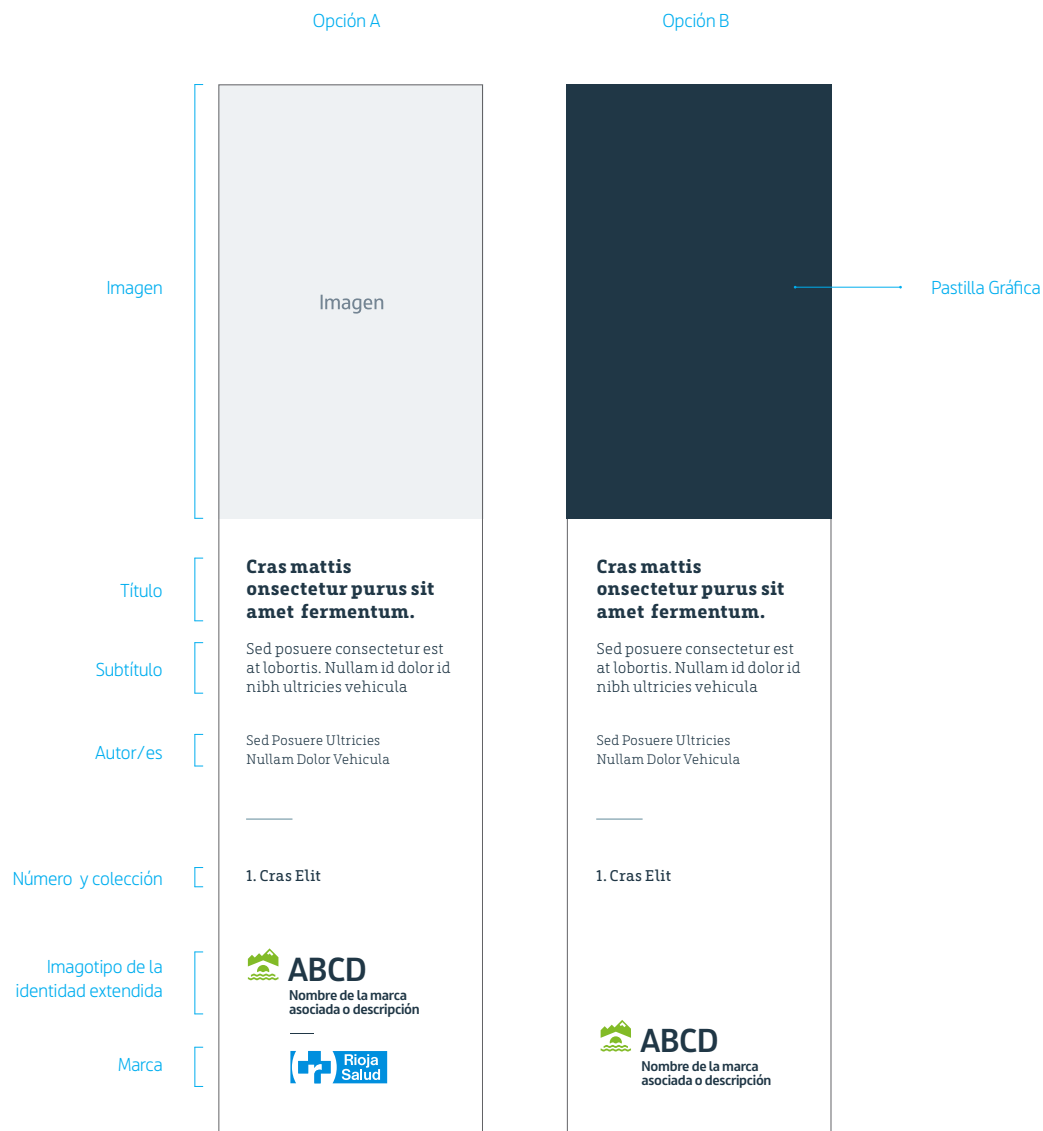 Opción A
Opción B
Imagen
Imagen
Pastilla Gráfica
Título
Cras mattis
onsectetur purus sit
amet fermentum.
Cras mattis
onsectetur purus sit
amet fermentum.
Subtítulo
Sed posuere consectetur est
at lobortis. Nullam id dolor id
nibh ultricies vehicula
Sed posuere consectetur est
at lobortis. Nullam id dolor id
nibh ultricies vehicula
Autor/es
Sed Posuere Ultricies
Nullam Dolor Vehicula
Sed Posuere Ultricies
Nullam Dolor Vehicula
Número y colección
1. Cras Elit
1. Cras Elit
Imagotipo de la
identidad extendida
ABCD
Nombre de la marca
asociada o descripción
Marca
Rioja
Salud
ABCD
Nombre de la marca
asociada o descripción